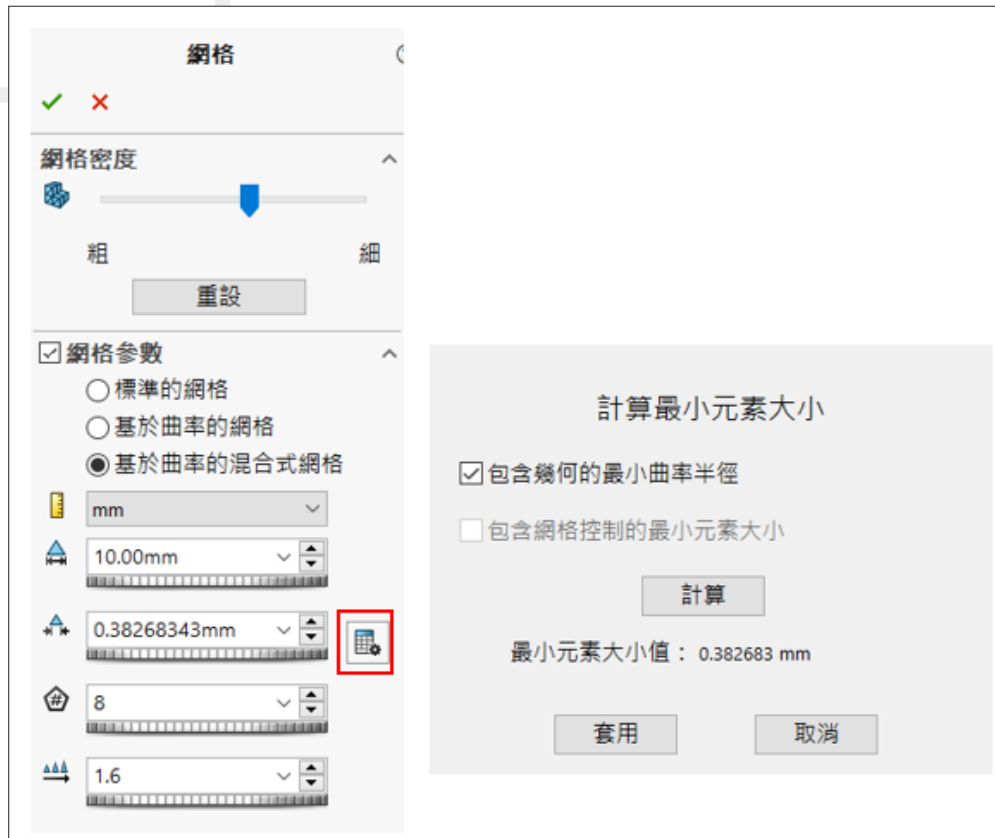 網格
網格密度
粗
細
重設
網格參數
標準的網格
基於曲率的網格
基於曲率的混合式網格
mm
10.00mm
0.38268343mm
#
8
1.6
計算最小元素大小
包含幾何的最小曲率半徑
包含網格控制的最小元素大小
計算
最小元素大小值： 0.382683 mm
套用
取消